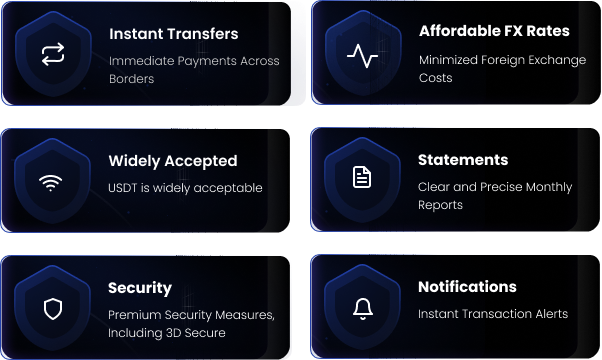 Instant Transfers
Immediate Payments Across
Borders
Affordable FX Rates
Minimized Foreign Exchange
Costs
Widely Accepted
USDT is widely acceptable
Statements
Clear and Precise Monthly
Reports
Security
Premium Security Measures,
Including 3D Secure
Notifications
Instant Transaction Alerts